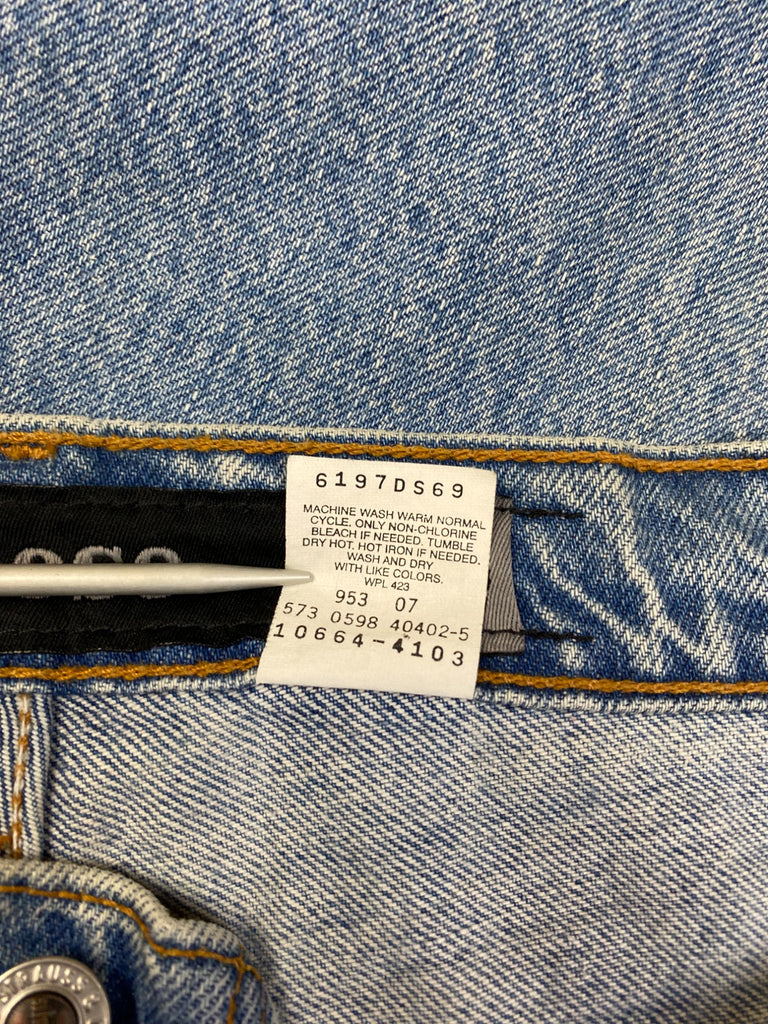 6197DS69
MACHINE WASH WARM NORMAL
CYCLE. ONLY NON-CHLORINE
BLEACH IF NEEDED. TUMBLE
DRY HOT. HOT IRON IF NEEDED.
WASH AND DRY
WITH LIKE COLORS.
WPL 423
953 07
573 0598 40402-5
10664-4103
STRAUSS &